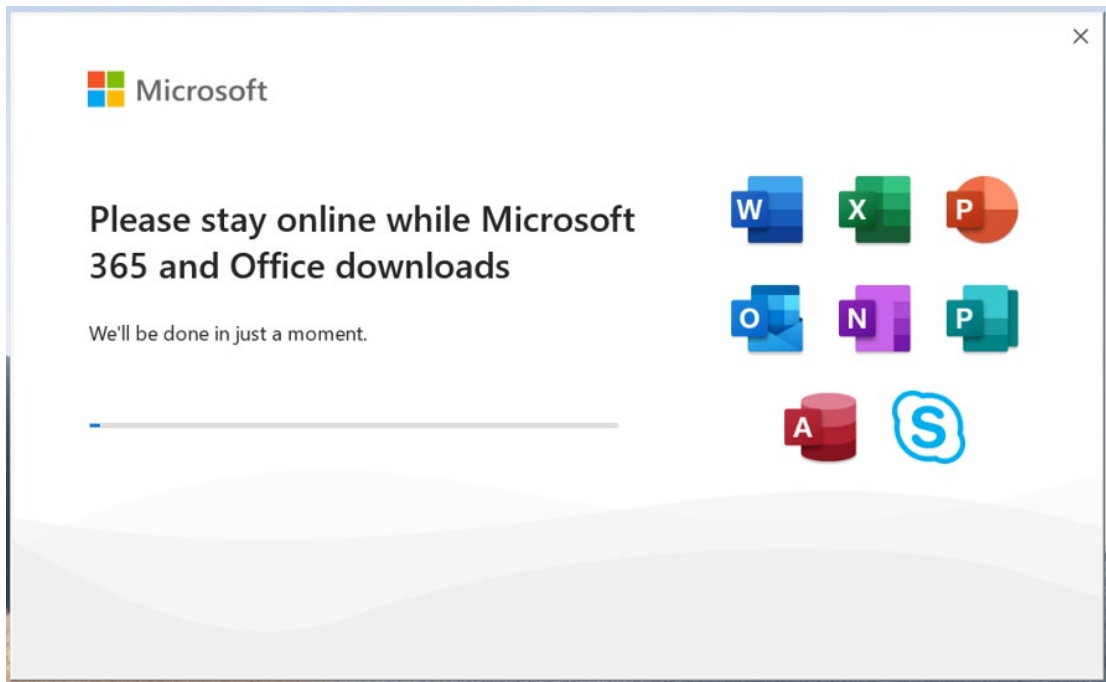 Microsoft
Please stay online while Microsoft
365 and Office downloads
We'll be done in just a moment.
W X P
O N P
A S